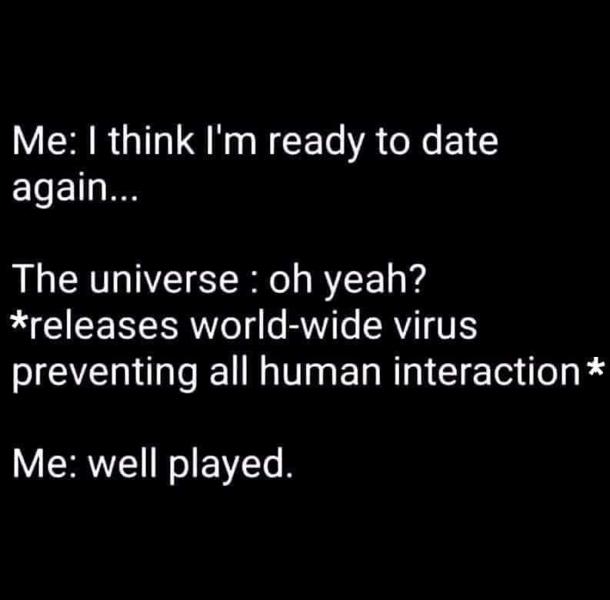 Me: I think I'm ready to date
again...
The universe : oh yeah?
*releases world-wide virus
preventing all human interaction*
Me: well played.